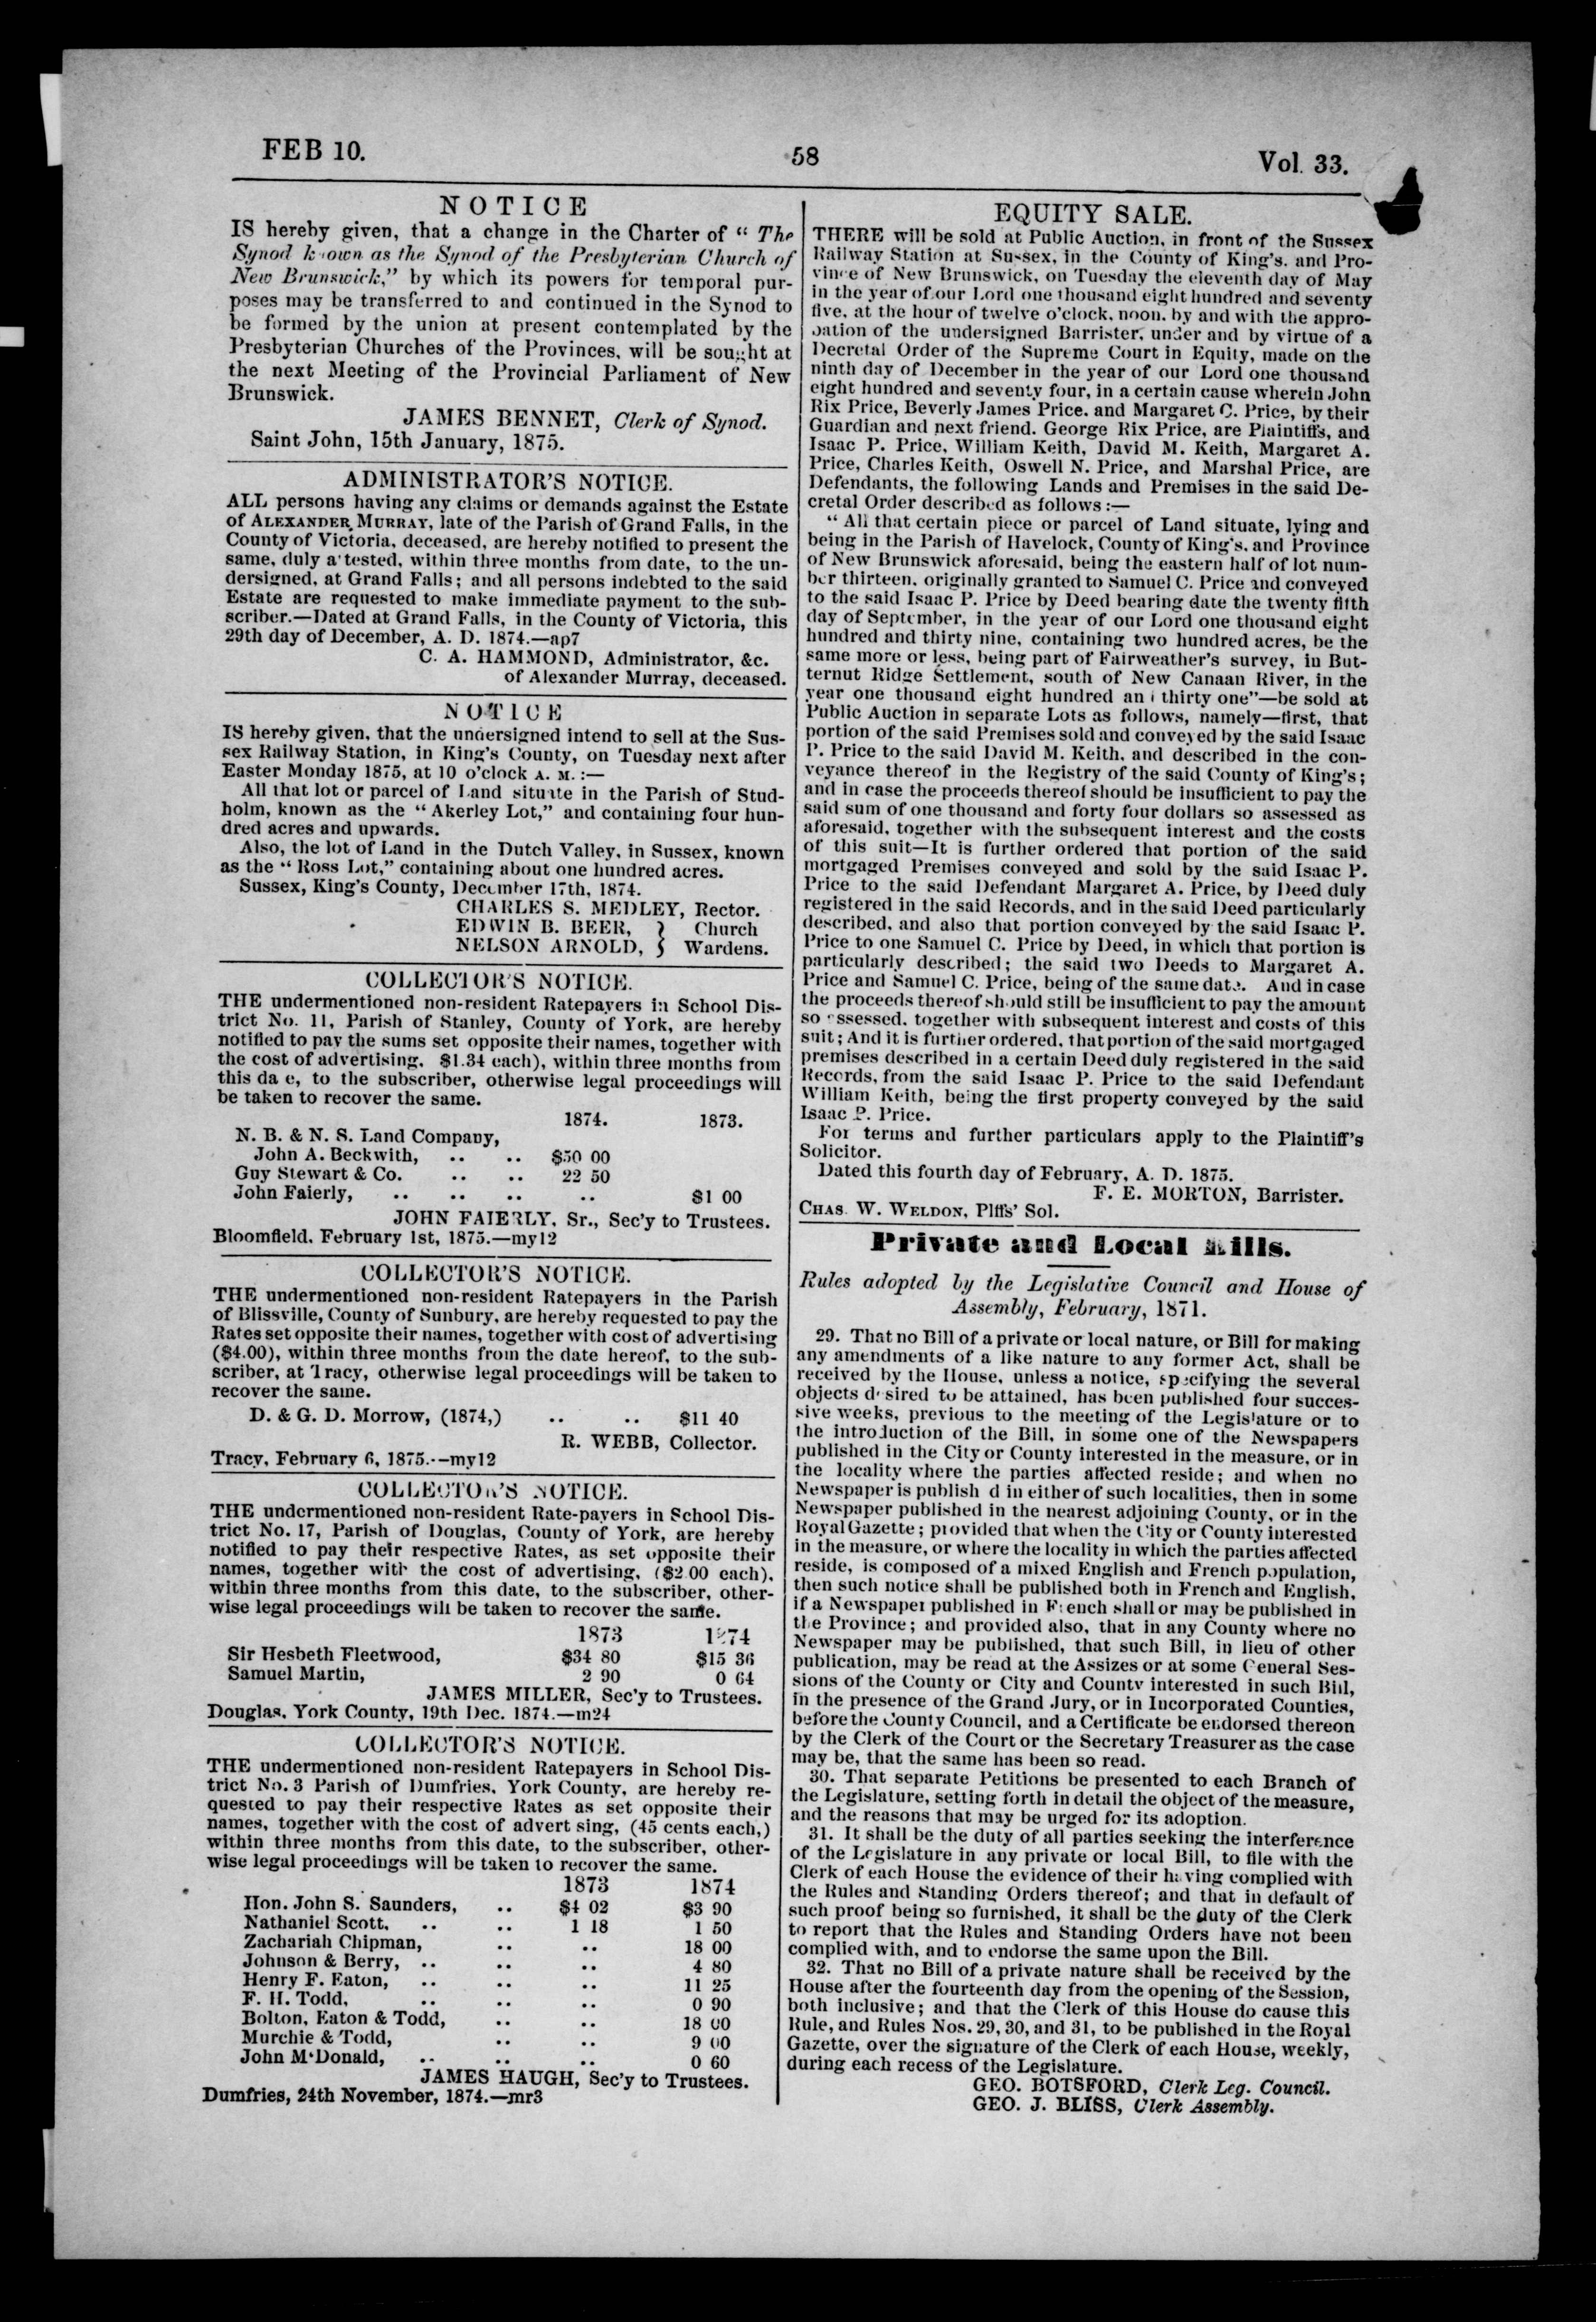 FEB 10.
58
Vol. 33.
NOTICE
IS hereby given, that a change in the Charter of " The
Synod known as the Synod of the Presbyterian Church of
New Brunswick," by which its powers for temporal pur-
poses may be transferred to and continued in the Synod to
be formed by the union at present contemplated by the
Presbyterian Churches of the Provinces, will be sought at
the next Meeting of the Provincial Parliament of New
Brunswick.
JAMES BENNET, Clerk of Synod.
Saint John, 15th January, 1875.
ADMINISTRATOR'S NOTICE.
ALL persons having any claims or demands against the Estate
of ALEXANDER MURRAY, late of the Parish of Grand Falls, in the
County of Victoria, deceased, are hereby notified to present the
same, duly attested, within three months from date, to the un-
dersigned, at Grand Falls; and all persons indebted to the said
Estate are requested to make immediate payment to the sub-
scriber.—Dated at Grand Falls, in the County of Victoria, this
29th day of December, A. D. 1874.—ap7
C. A. HAMMOND, Administrator, &c.
of Alexander Murray, deceased.
NOTICE
IS hereby given, that the undersigned intend to sell at the Sus-
sex Railway Station, in King's County, on Tuesday next after
Easter Monday 1875, at 10 o'clock A. M. :—
All that lot or parcel of Land situate in the Parish of Stud-
holm, known as the " Akerley Lot," and containing four hun-
dred acres and upwards.
Also, the lot of Land in the Dutch Valley, in Sussex, known
as the " Ross Lot," containing about one hundred acres.
Sussex, King's County, December 17th, 1874.
CHARLES S. MEDLEY, Rector.
EDWIN B. BEER, } Church
NELSON ARNOLD, } Wardens.
COLLECTOR'S NOTICE.
THE undermentioned non-resident Ratepayers in School Dis-
trict No. 11, Parish of Stanley, County of York, are hereby
notified to pay the sums set opposite their names, together with
the cost of advertising, $1.34 each), within three months from
this da e, to the subscriber, otherwise legal proceedings will
be taken to recover the same.
1874. 1873.
N. B. & N. S. Land Company,
John A. Beckwith, .. .. $50 00
Guy Stewart & Co. .. .. 22 50
John Faierly, .. .. .. .. $1 00
JOHN FAIERLY, Sr., Sec'y to Trustees.
Bloomfield, February 1st, 1875.—my12
COLLECTOR'S NOTICE.
THE undermentioned non-resident Ratepayers in the Parish
of Blissville, County of Sunbury, are hereby requested to pay the
Rates set opposite their names, together with cost of advertising
($4.00), within three months from the date hereof, to the sub-
scriber, at Tracy, otherwise legal proceedings will be taken to
recover the same.
D. & G. D. Morrow, (1874,) .. .. $11 40
R. WEBB, Collector.
Tracy, February 6, 1875.--my12
COLLECTOR'S NOTICE.
THE undermentioned non-resident Rate-payers in School Dis-
trict No. 17, Parish of Douglas, County of York, are hereby
notified to pay their respective Rates, as set opposite their
names, together with the cost of advertising, ($2 00 each),
within three months from this date, to the subscriber, other-
wise legal proceedings will be taken to recover the same.
1873 1874
Sir Hesbeth Fleetwood, $34 80 $15 36
Samuel Martin, 2 90 0 64
JAMES MILLER, Sec'y to Trustees.
Douglas, York County, 19th Dec. 1874.—m24
COLLECTOR'S NOTICE.
THE undermentioned non-resident Ratepayers in School Dis-
trict No. 3 Parish of Dumfries, York County, are hereby re-
quested to pay their respective Rates as set opposite their
names, together with the cost of advert sing, (45 cents each,)
within three months from this date, to the subscriber, other-
wise legal proceedings will be taken to recover the same.
1873 1874
Hon. John S. Saunders, .. $4 02 $3 90
Nathaniel Scott, .. .. 1 18 1 50
Zachariah Chipman, .. .. 18 00
Johnson & Berry, .. .. .. 4 80
Henry F. Eaton, .. .. .. 11 25
F. H. Todd, .. .. .. 0 90
Bolton, Eaton & Todd, .. .. 18 00
Murchie & Todd, .. .. 9 00
John M'Donald, .. .. .. 0 60
JAMES HAUGH, Sec'y to Trustees.
Dumfries, 24th November, 1874.—mr3
EQUITY SALE.
THERE will be sold at Public Auction, in front of the Sussex
Railway Station at Sussex, in the County of King's, and Pro-
vince of New Brunswick, on Tuesday the eleventh day of May
in the year of our Lord one thousand eight hundred and seventy
five, at the hour of twelve o'clock, noon, by and with the appro-
bation of the undersigned Barrister, under and by virtue of a
Decretal Order of the Supreme Court in Equity, made on the
ninth day of December in the year of our Lord one thousand
eight hundred and seventy four, in a certain cause wherein John
Rix Price, Beverly James Price, and Margaret C. Price, by their
Guardian and next friend, George Rix Price, are Plaintiffs, and
Isaac P. Price, William Keith, David M. Keith, Margaret A.
Price, Charles Keith, Oswell N. Price, and Marshal Price, are
Defendants, the following Lands and Premises in the said De-
cretal Order described as follows :—
" All that certain piece or parcel of Land situate, lying and
being in the Parish of Havelock, County of King's, and Province
of New Brunswick aforesaid, being the eastern half of lot num-
ber thirteen, originally granted to Samuel C. Price and conveyed
to the said Isaac P. Price by Deed bearing date the twenty fifth
day of September, in the year of our Lord one thousand eight
hundred and thirty nine, containing two hundred acres, be the
same more or less, being part of Fairweather's survey, in But-
ternut Ridge Settlement, south of New Canaan River, in the
year one thousand eight hundred and thirty one"—be sold at
Public Auction in separate Lots as follows, namely—first, that
portion of the said Premises sold and conveyed by the said Isaac
P. Price to the said David M. Keith, and described in the con-
veyance thereof in the Registry of the said County of King's;
and in case the proceeds thereof should be insufficient to pay the
said sum of one thousand and forty four dollars so assessed as
aforesaid, together with the subsequent interest and the costs
of this suit—It is further ordered that portion of the said
mortgaged Premises conveyed and sold by the said Isaac P.
Price to the said Defendant Margaret A. Price, by Deed duly
registered in the said Records, and in the said Deed particularly
described, and also that portion conveyed by the said Isaac P.
Price to one Samuel C. Price by Deed, in which that portion is
particularly described; the said two Deeds to Margaret A.
Price and Samuel C. Price, being of the same date. And in case
the proceeds thereof should still be insufficient to pay the amount
so assessed, together with subsequent interest and costs of this
suit; And it is further ordered, that portion of the said mortgaged
premises described in a certain Deed duly registered in the said
Records, from the said Isaac P. Price to the said Defendant
William Keith, being the first property conveyed by the said
Isaac P. Price.
For terms and further particulars apply to the Plaintiff's
Solicitor.
Dated this fourth day of February, A. D. 1875.
F. E. MORTON, Barrister.
CHAS. W. WELDON, Plffs' Sol.
Private and Local Bills.
Rules adopted by the Legislative Council and House of
Assembly, February, 1871.
29. That no Bill of a private or local nature, or Bill for making
any amendments of a like nature to any former Act, shall be
received by the House, unless a notice, specifying the several
objects desired to be attained, has been published four succes-
sive weeks, previous to the meeting of the Legislature or to
the introduction of the Bill, in some one of the Newspapers
published in the City or County interested in the measure, or in
the locality where the parties affected reside; and when no
Newspaper is publish d in either of such localities, then in some
Newspaper published in the nearest adjoining County, or in the
Royal Gazette; provided that when the City or County interested
in the measure, or where the locality in which the parties affected
reside, is composed of a mixed English and French population,
then such notice shall be published both in French and English,
if a Newspaper published in French shall or may be published in
the Province; and provided also, that in any County where no
Newspaper may be published, that such Bill, in lieu of other
publication, may be read at the Assizes or at some General Ses-
sions of the County or City and County interested in such Bill,
in the presence of the Grand Jury, or in Incorporated Counties,
before the County Council, and a Certificate be endorsed thereon
by the Clerk of the Court or the Secretary Treasurer as the case
may be, that the same has been so read.
30. That separate Petitions be presented to each Branch of
the Legislature, setting forth in detail the object of the measure,
and the reasons that may be urged for its adoption.
31. It shall be the duty of all parties seeking the interference
of the Legislature in any private or local Bill, to file with the
Clerk of each House the evidence of their having complied with
the Rules and Standing Orders thereof; and that in default of
such proof being so furnished, it shall be the duty of the Clerk
to report that the Rules and Standing Orders have not been
complied with, and to endorse the same upon the Bill.
32. That no Bill of a private nature shall be received by the
House after the fourteenth day from the opening of the Session,
both inclusive; and that the Clerk of this House do cause this
Rule, and Rules Nos. 29, 30, and 31, to be published in the Royal
Gazette, over the signature of the Clerk of each House, weekly,
during each recess of the Legislature.
GEO. BOTSFORD, Clerk Leg. Council.
GEO. J. BLISS, Clerk Assembly.